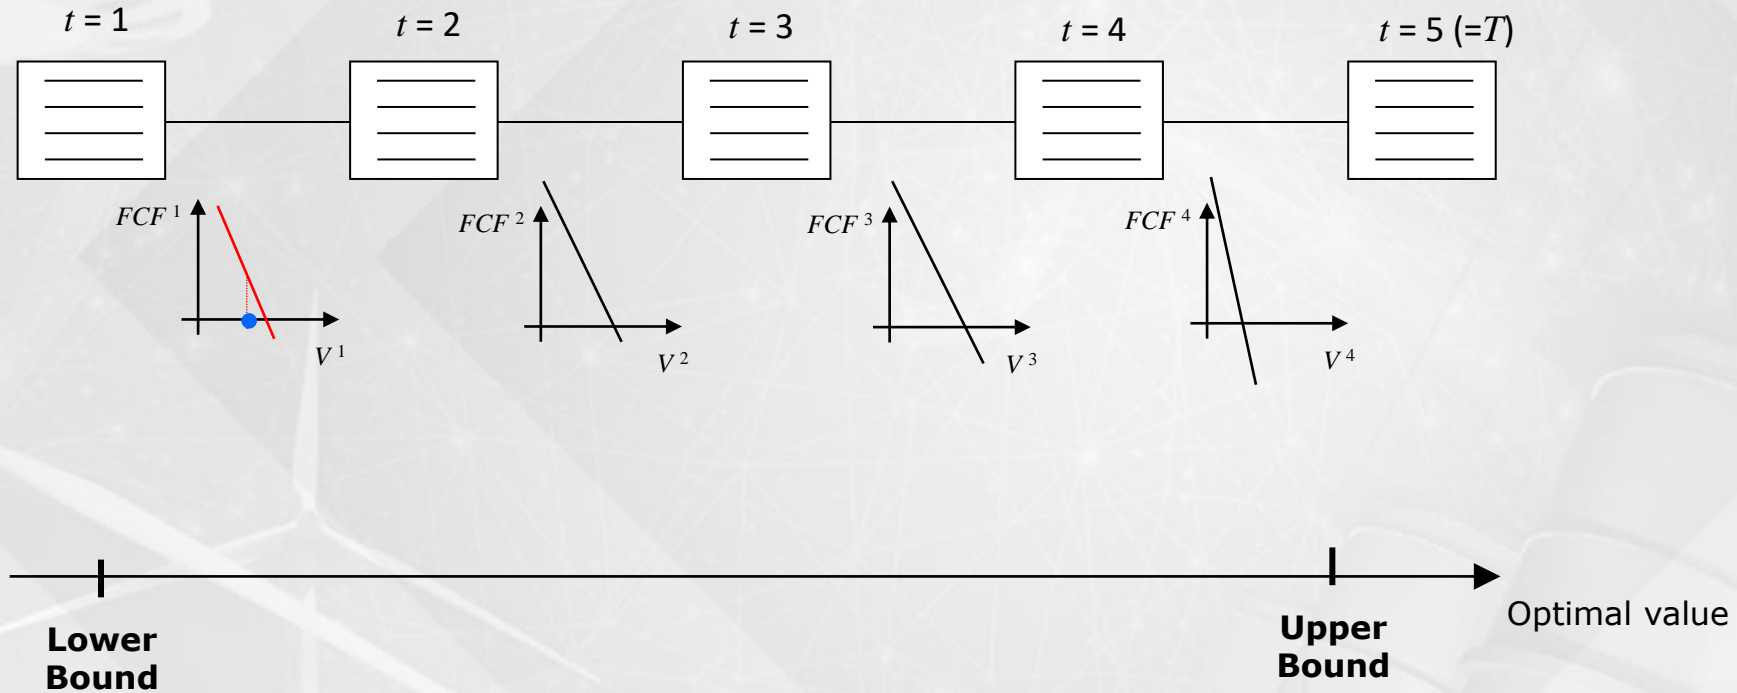 t = 1
t = 2
t = 3
t = 4
t = 5 (=T)
FCF 1
V 1
FCF 2
V 2
FCF 3
V 3
FCF 4
V 4
Lower
Bound
Upper
Bound
Optimal value